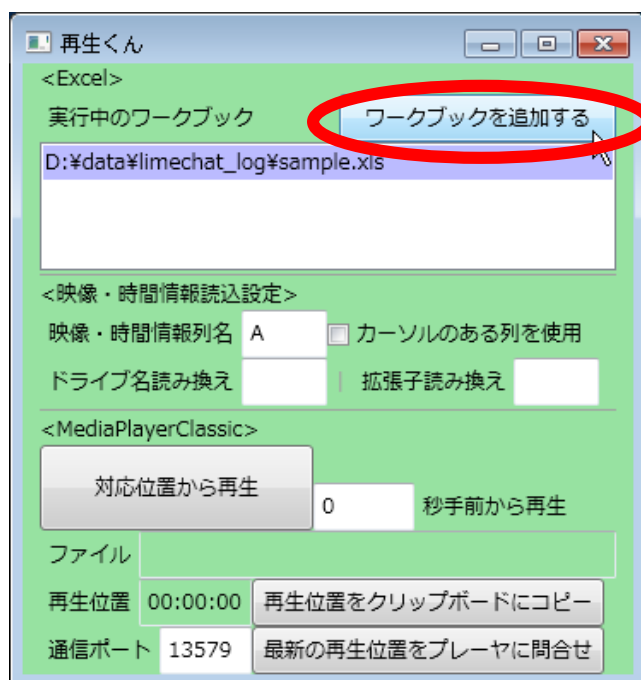 再生くん
<Excel>
実行中のワークブック ワークブックを追加する
D:¥data¥limechat_log¥sample.xls
<映像・時間情報読込設定>
映像・時間情報列名 A カーソルのある列を使用
ドライブ名読み換え | 拡張子読み換え
<MediaPlayerClassic>
対応位置から再生 0 秒手前から再生
ファイル
再生位置 00:00:00 再生位置をクリップボードにコピー
通信ポート 13579 最新の再生位置をプレーヤに問合せ